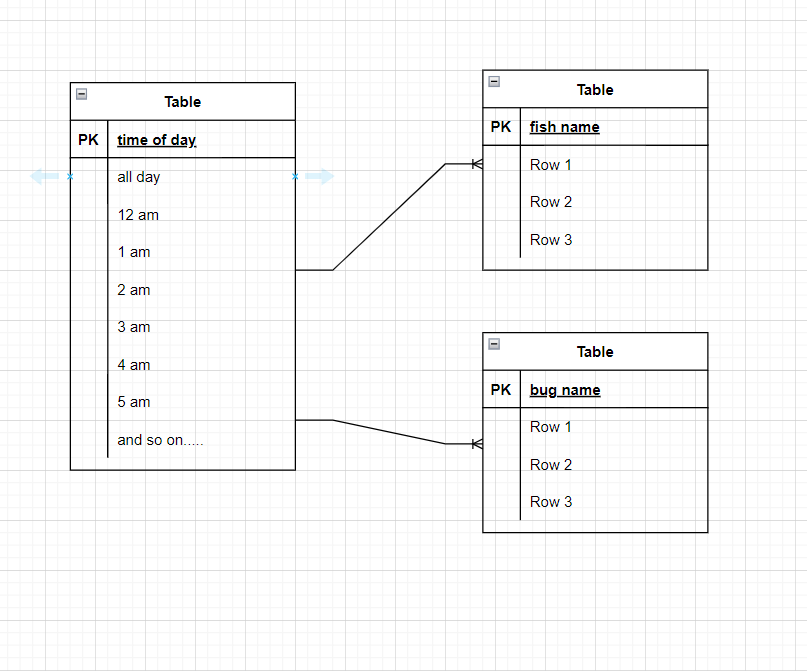 Table
PK time of day
all day
12 am
1 am
2 am
3 am
4 am
5 am
and so on.....
Table
PK fish name
Row 1
Row 2
Row 3
Table
PK bug name
Row 1
Row 2
Row 3